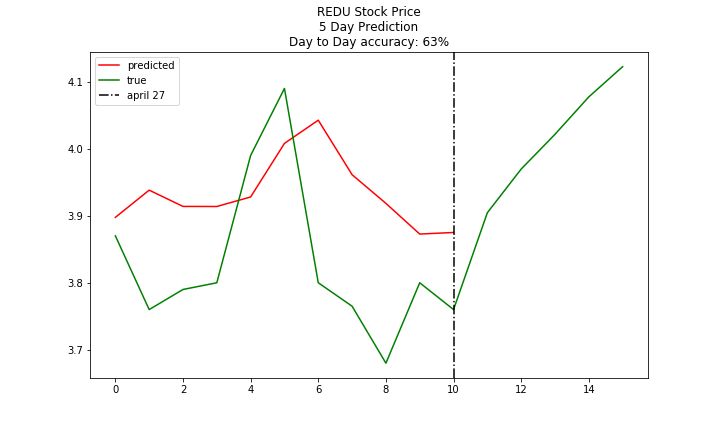 REDU Stock Price
5 Day Prediction
Day to Day accuracy: 63%
predicted
true
april 27
4.1
4.0
3.9
3.8
3.7
0 2 4 6 8 10 12 14